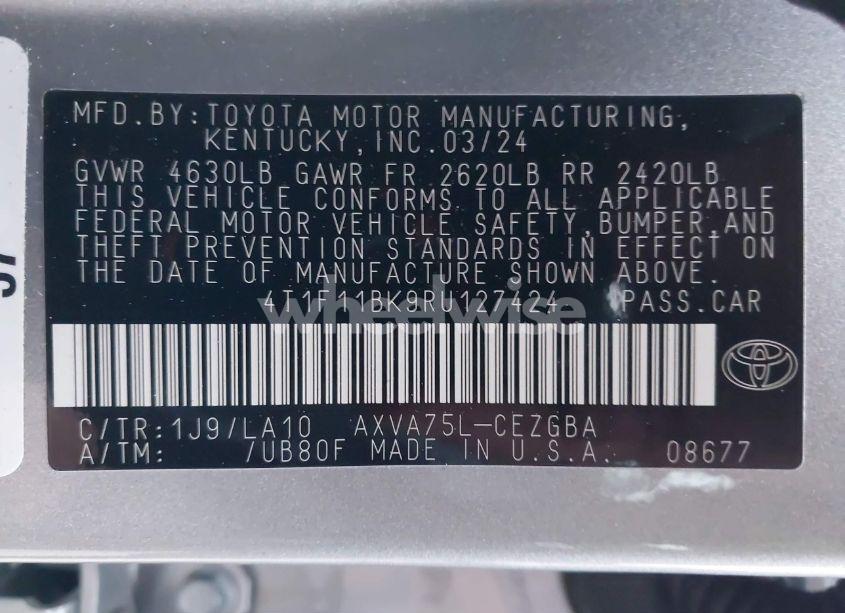 MFD.BY:TOYOTA MOTOR MANUFACTURING,
KENTUCKY,INC.03/24
GVWR 4630LB GAWR FR 2620LB RR 2420LB
THIS VEHICLE CONFORMS TO ALL APPLICABLE
FEDERAL MOTOR VEHICLE SAFETY,BUMPER,AND
THEFT PREVENTION STANDARDS IN EFFECT ON
THE DATE OF MANUFACTURE SHOWN ABOVE.
4T1F11BK9RU127424 PASS.CAR
wheelwise
C/TR:1J9/LA10 AXVA75L-CEZGBA
A/TM: /UB80F MADE IN U.S.A. 08677